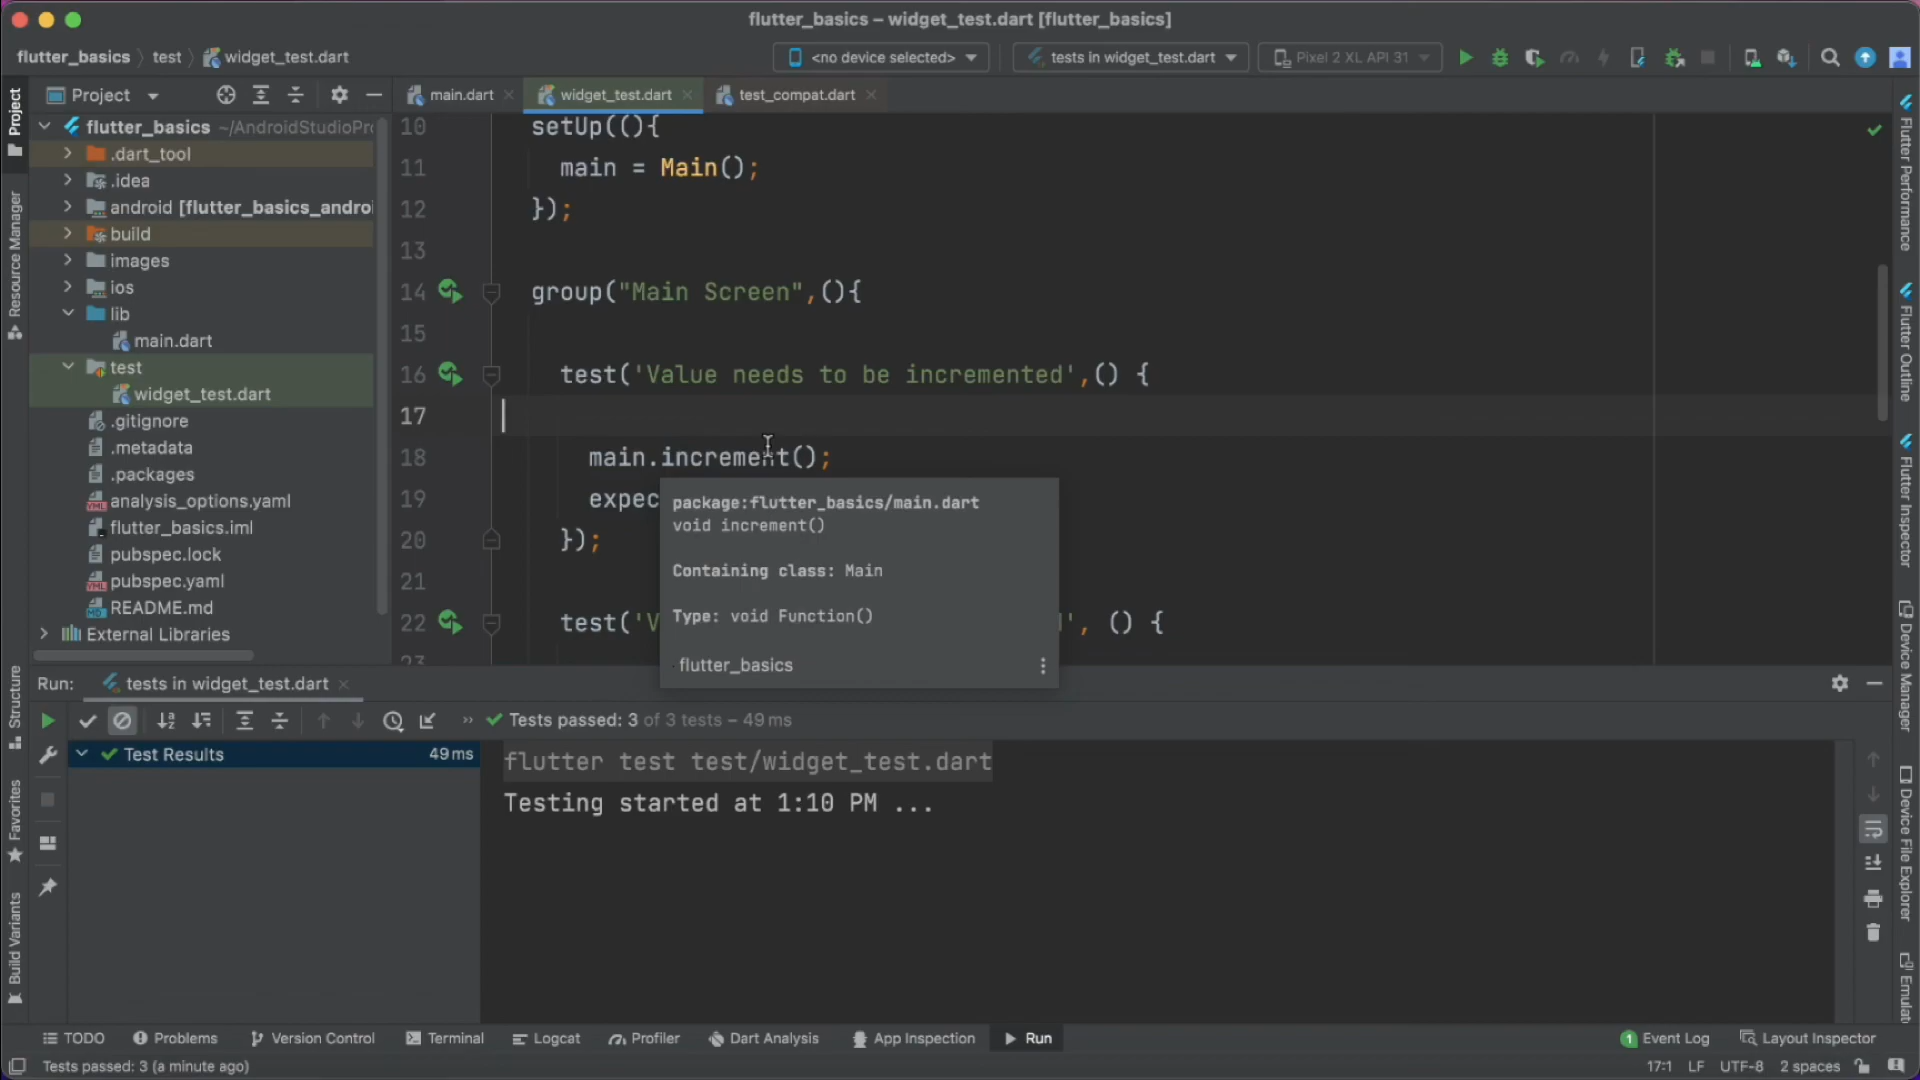 flutter_basics – widget_test.dart [flutter_basics]
flutter_basics test widget_test.dart
<no device selected> tests in widget_test.dart Pixel 2 XL API 31
Project
main.dart widget_test.dart test_compat.dart
flutter_basics ~/AndroidStudioPr
.dart_tool
.idea
android [flutter_basics_androi
build
images
ios
lib
main.dart
test
widget_test.dart
.gitignore
.metadata
.packages
analysis_options.yaml
flutter_basics.iml
pubspec.lock
pubspec.yaml
README.md
External Libraries
10 setUp((){
11 main = Main();
12 });
13
14 group("Main Screen",(){
15
16 test('Value needs to be incremented',() {
17
18 main.increment();
19 expec
20 });
21
22 test('V ', () {
23
package:flutter_basics/main.dart
void increment()
Containing class: Main
Type: void Function()
flutter_basics
Run: tests in widget_test.dart
Tests passed: 3 of 3 tests – 49 ms
Test Results 49 ms
flutter test test/widget_test.dart
Testing started at 1:10 PM ...
Project
Resource Manager
Structure
Favorites
Build Variants
Flutter Performance
Flutter Outline
Flutter Inspector
Device Manager
Device File Explorer
Emulat
TODO Problems Version Control Terminal Logcat Profiler Dart Analysis App Inspection Run 1 Event Log Layout Inspector
Tests passed: 3 (a minute ago) 17:1 LF UTF-8 2 spaces